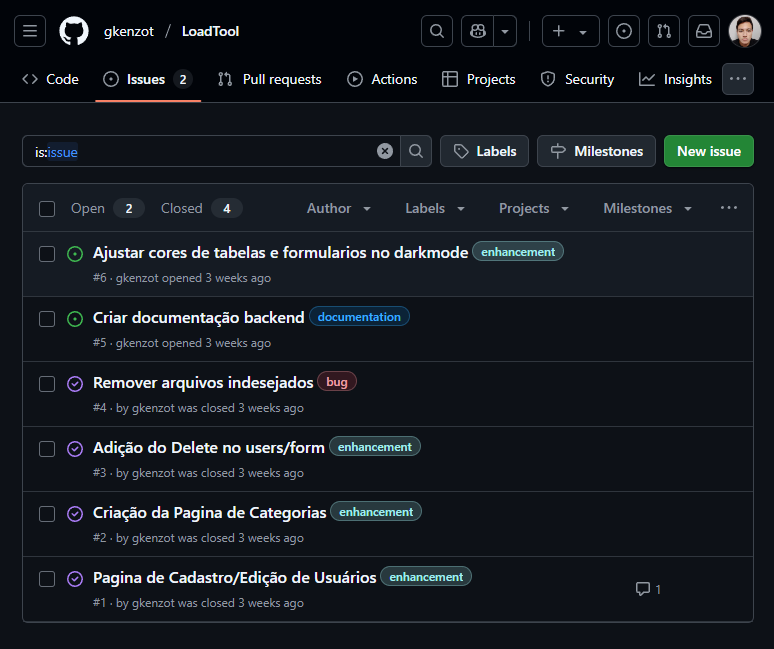 gkenzot / LoadTool
Code Issues 2 Pull requests Actions Projects Security Insights
is:issue Labels Milestones New issue
Open 2 Closed 4 Author Labels Projects Milestones
Ajustar cores de tabelas e formularios no darkmode enhancement
#6 · gkenzot opened 3 weeks ago
Criar documentação backend documentation
#5 · gkenzot opened 3 weeks ago
Remover arquivos indesejados bug
#4 · by gkenzot was closed 3 weeks ago
Adição do Delete no users/form enhancement
#3 · by gkenzot was closed 3 weeks ago
Criação da Pagina de Categorias enhancement
#2 · by gkenzot was closed 3 weeks ago
Pagina de Cadastro/Edição de Usuários enhancement 1
#1 · by gkenzot was closed 3 weeks ago